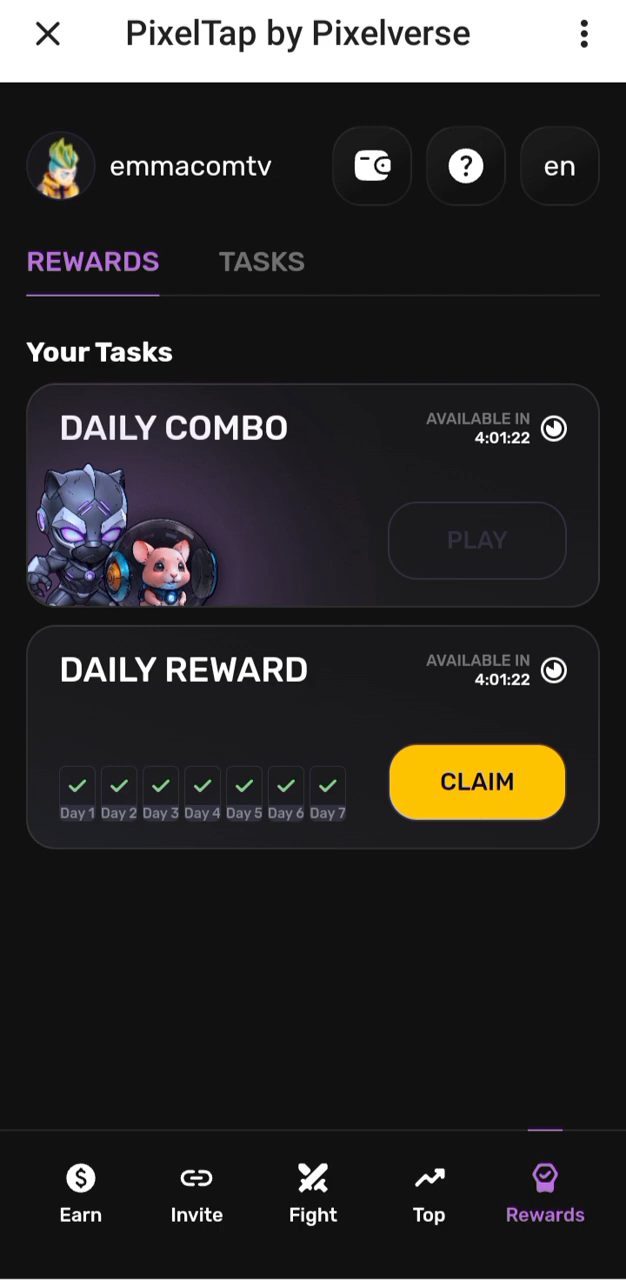 PixelTap by Pixelverse
emmacomtv
?
en
REWARDS
TASKS
Your Tasks
DAILY COMBO
AVAILABLE IN
4:01:22
PLAY
DAILY REWARD
AVAILABLE IN
4:01:22
Day 1 Day 2 Day 3 Day 4 Day 5 Day 6 Day 7
CLAIM
$
Earn Invite Fight Top Rewards